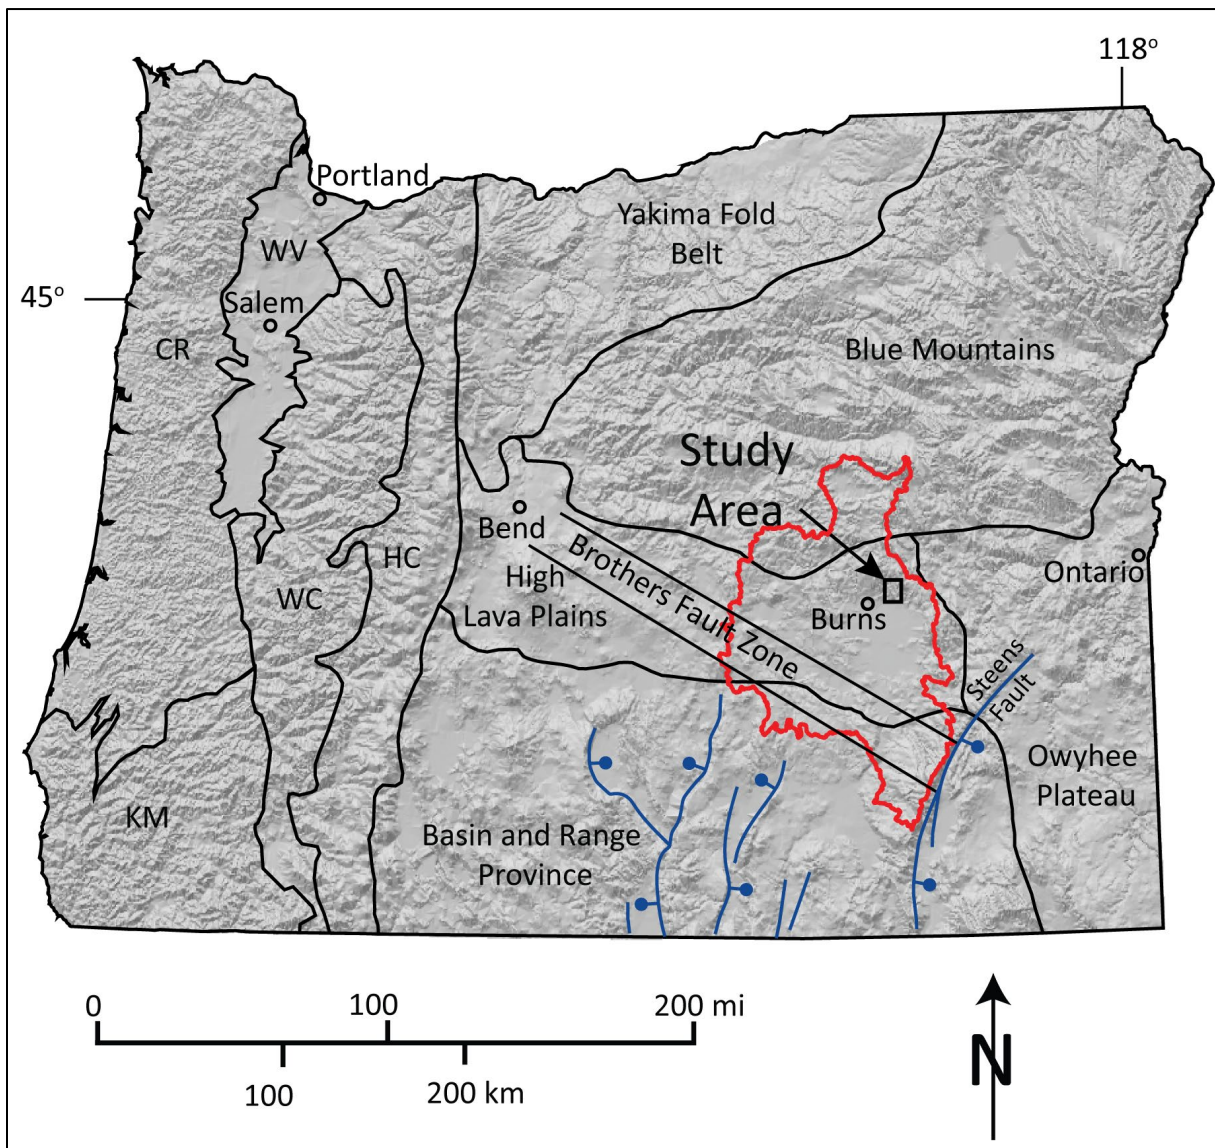 118°
Portland
Yakima Fold
Belt
WV
45°
Salem
CR
Blue Mountains
Study
Area
Bend
HC
Brothers Fault Zone
High
Lava Plains
WC
Burns
Ontario
Steens
Fault
Owyhee
Plateau
KM
Basin and Range
Province
0
100
200 mi
100
200 km
N